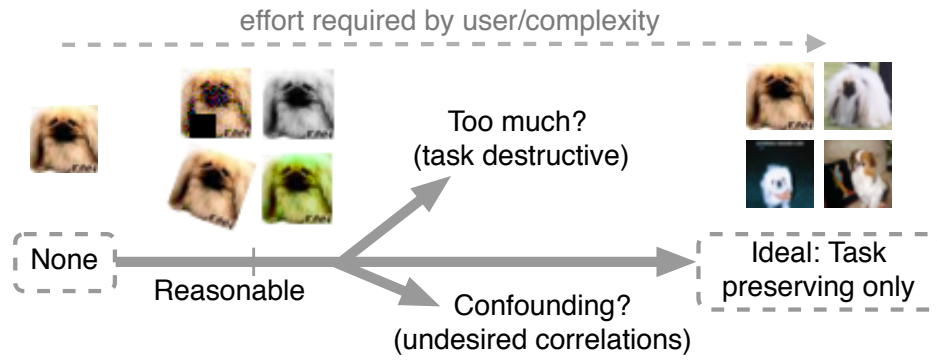 effort required by user/complexity
Too much?
(task destructive)
None
Reasonable
Ideal: Task
preserving only
Confounding?
(undesired correlations)